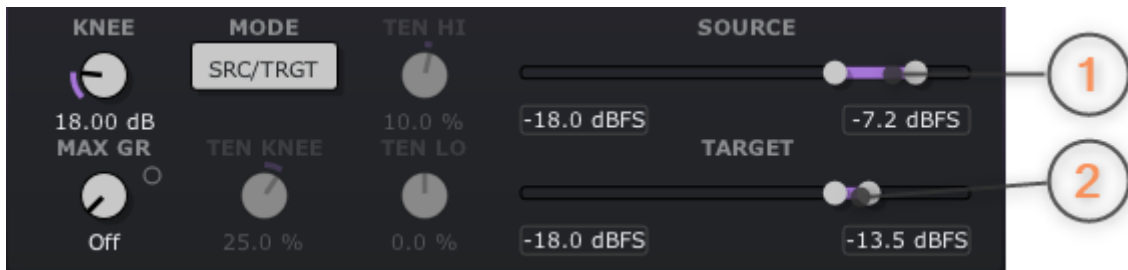 KNEE MODE TEN HI SOURCE
SRC/TRGT
1
18.00 dB 10.0 % -18.0 dBFS -7.2 dBFS
MAX GR TEN KNEE TEN LO TARGET
2
Off 25.0 % 0.0 % -18.0 dBFS -13.5 dBFS